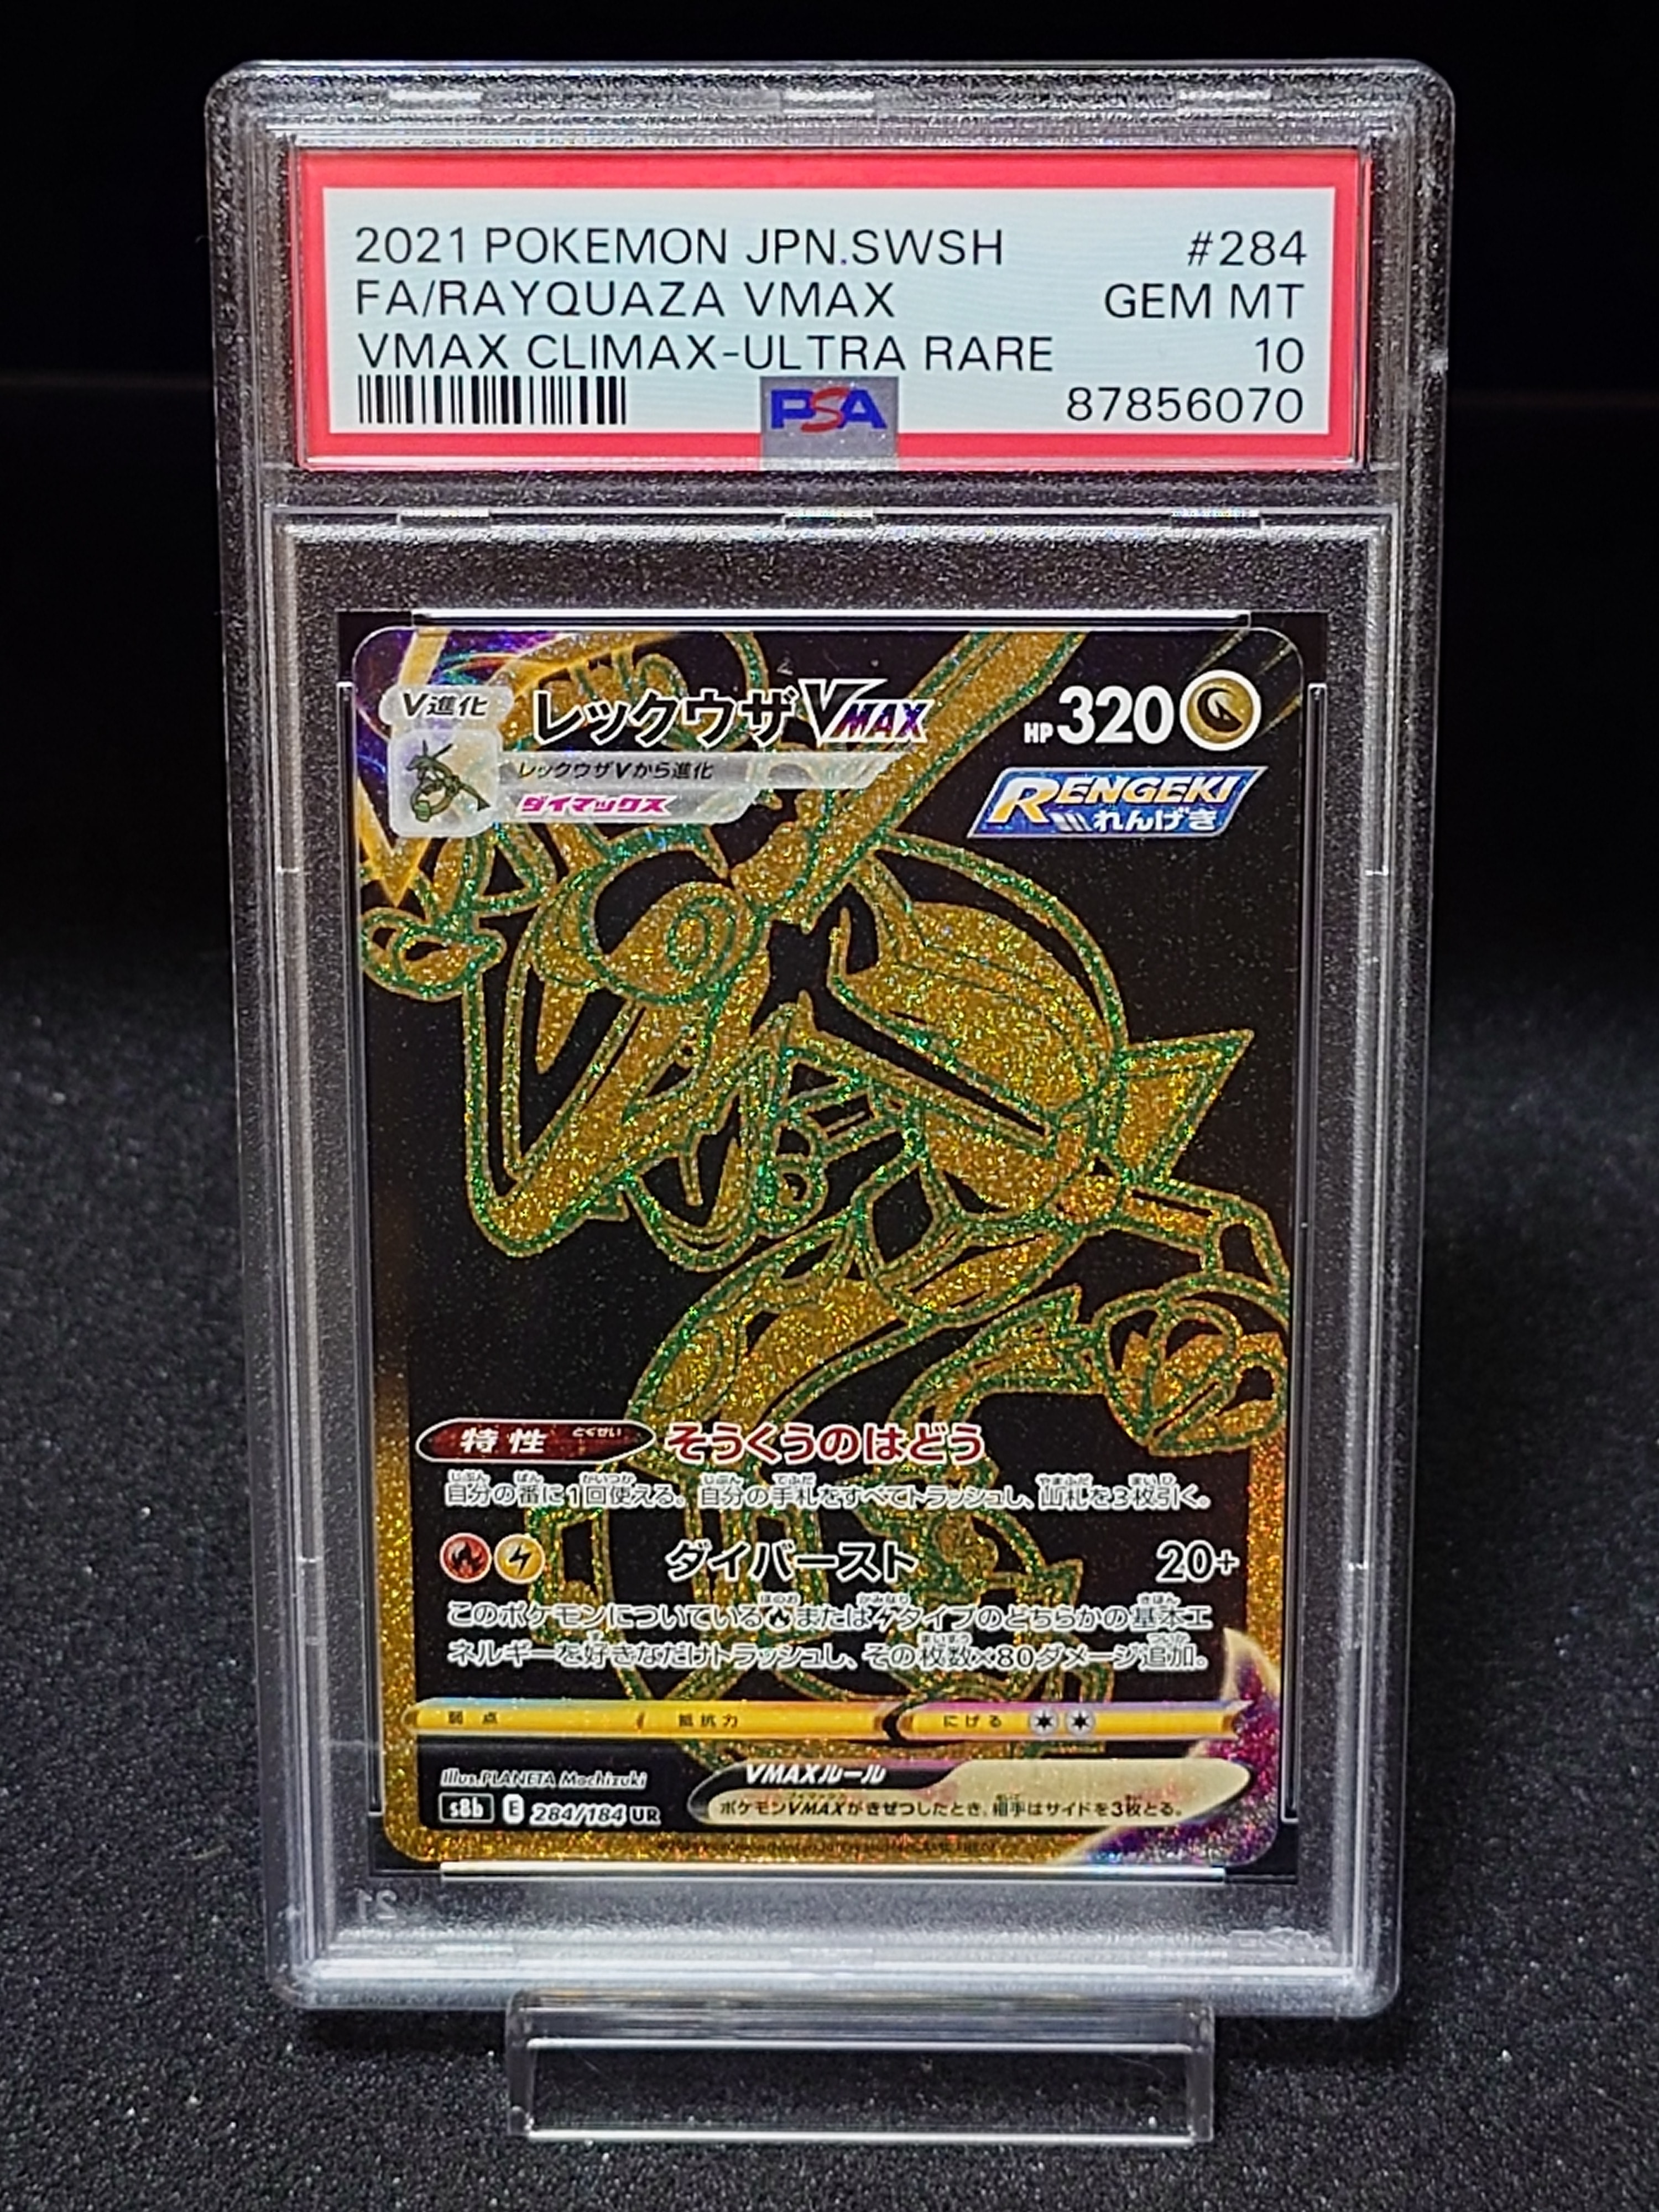 2021 POKEMON JPN.SWSH #284
FA/RAYQUAZA VMAX GEM MT
VMAX CLIMAX-ULTRA RARE 10
PSA 87856070
V進化 レックウザVMAX HP320
レックウザVから進化
ダイマックス
RENGEKI
れんげき
特性 とくせい そうくうのはどう
自分の番に1回使える。自分の手札をすべてトラッシュし、山札を3枚引く。
ダイバースト 20+
このポケモンについているまたはタイプのどちらかの基本エ
ネルギーを好きなだけトラッシュし、その枚数×80ダメージ追加。
弱点 抵抗力 にげる
Illus.PLANETA Mochizuki
VMAXルール
s8b E 284/184 UR
ポケモンVMAXがきぜつしたとき、相手はサイドを3枚とる。